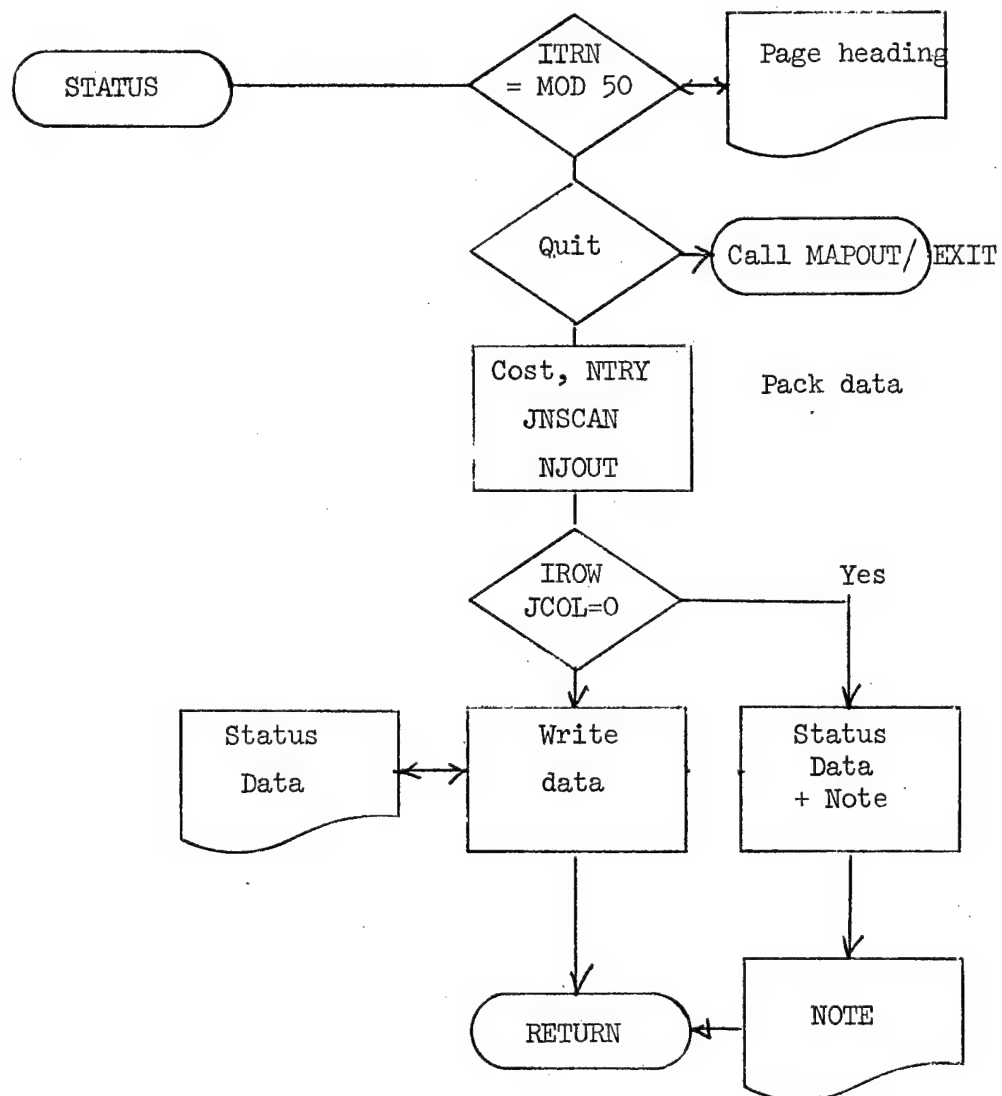 STATUS
ITRN
= MOD 50
Page heading
Quit
Call MAPOUT/ EXIT
Cost, NTRY
JNSCAN
NJOUT
Pack data
IROW
JCOL=0
Yes
Status
Data
Write
data
Status
Data
+ Note
RETURN
NOTE